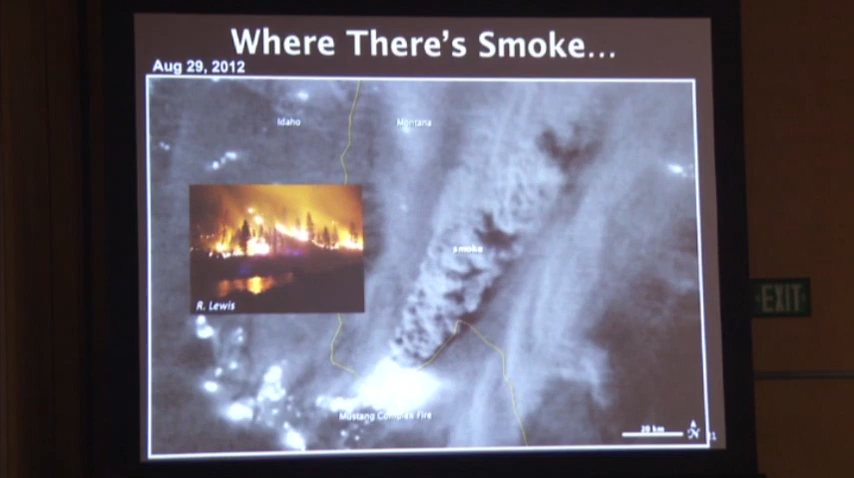 Where There's Smoke...
Aug 29, 2012
Idaho
Montana
smoke
R. Lewis
Mustang Complex Fire
20 km
EXIT